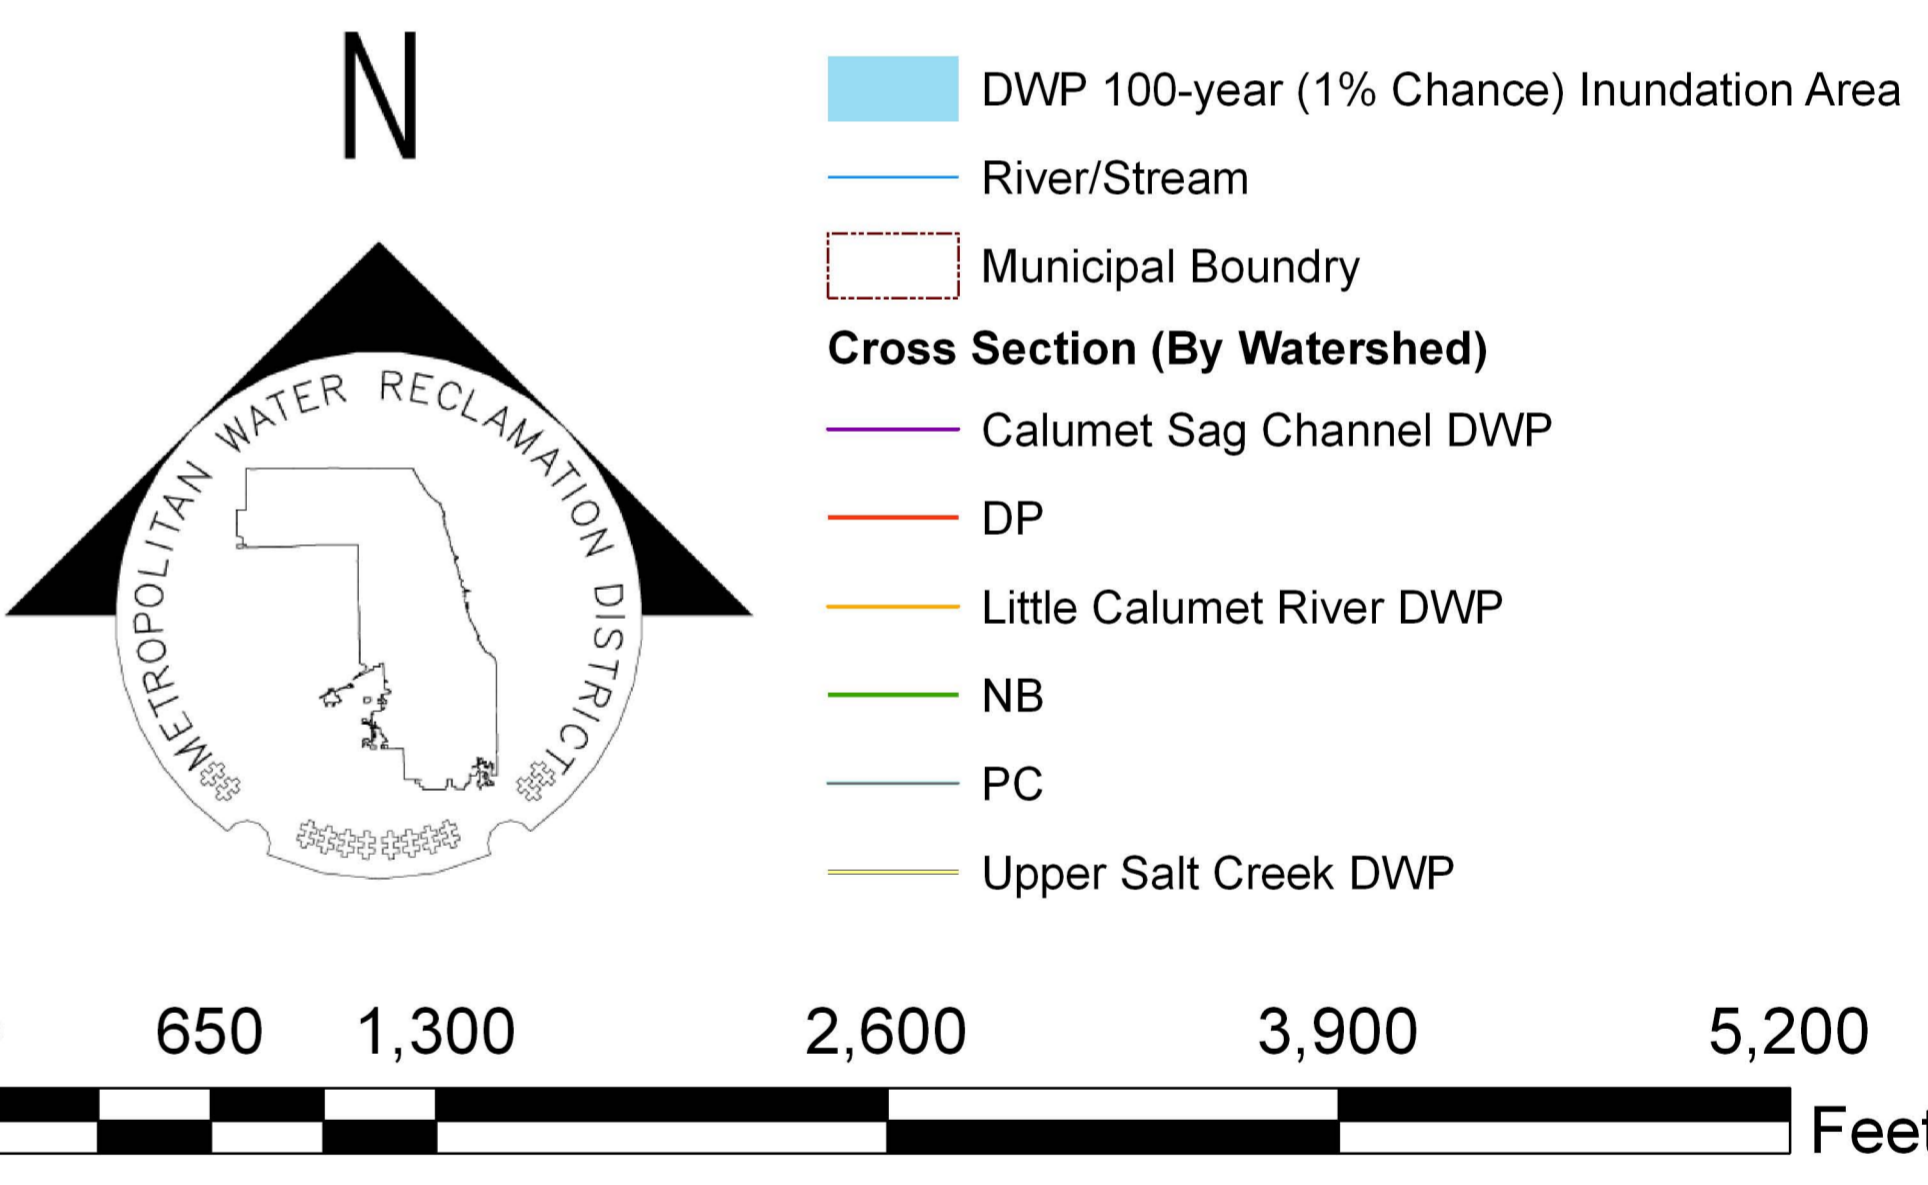 N
METROPOLITAN WATER RECLAMATION DISTRICT
DWP 100-year (1% Chance) Inundation Area
River/Stream
Municipal Boundry
Cross Section (By Watershed)
Calumet Sag Channel DWP
DP
Little Calumet River DWP
NB
PC
Upper Salt Creek DWP
650 1,300 2,600 3,900 5,200
Feet